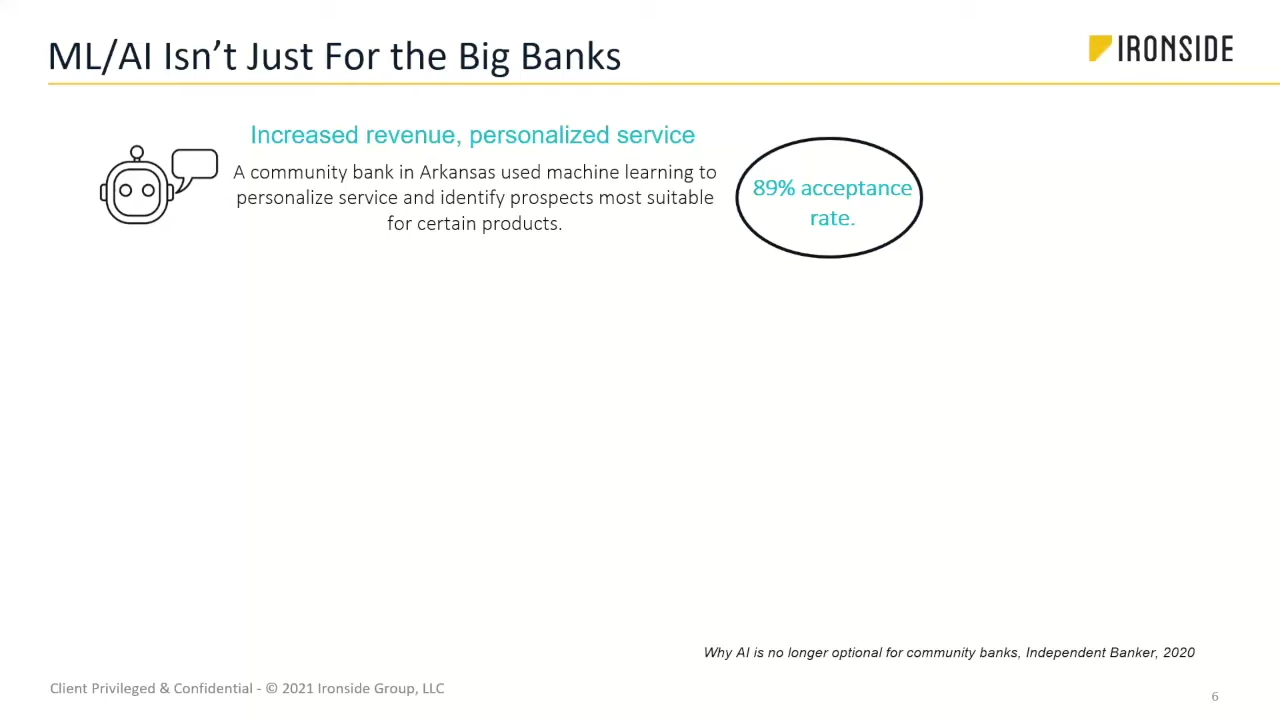 ML/AI Isn’t Just For the Big Banks
IRONSIDE
Increased revenue, personalized service
A community bank in Arkansas used machine learning to
personalize service and identify prospects most suitable
for certain products.
89% acceptance
rate.
Why AI is no longer optional for community banks, Independent Banker, 2020
Client Privileged & Confidential - © 2021 Ironside Group, LLC
6